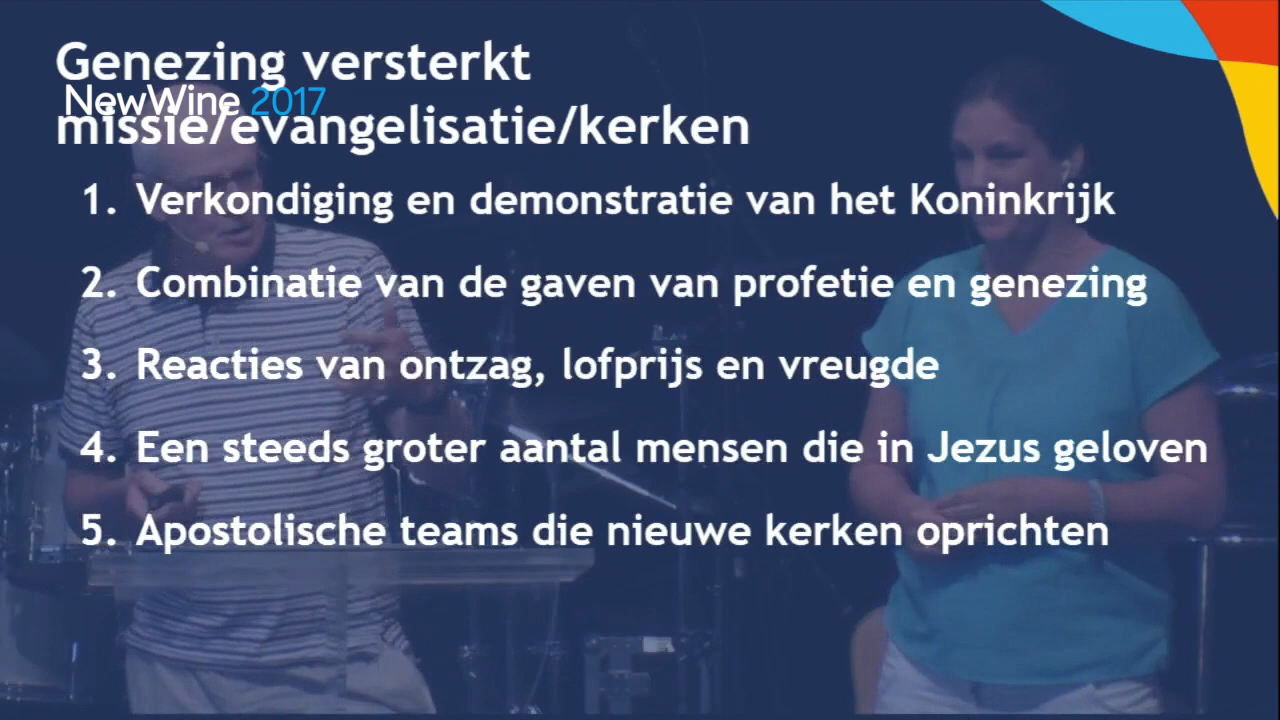 Genezing versterkt
NewWine 2017
missie/evangelisatie/kerken
1. Verkondiging en demonstratie van het Koninkrijk
2. Combinatie van de gaven van profetie en genezing
3. Reacties van ontzag, lofprijs en vreugde
4. Een steeds groter aantal mensen die in Jezus geloven
5. Apostolische teams die nieuwe kerken oprichten